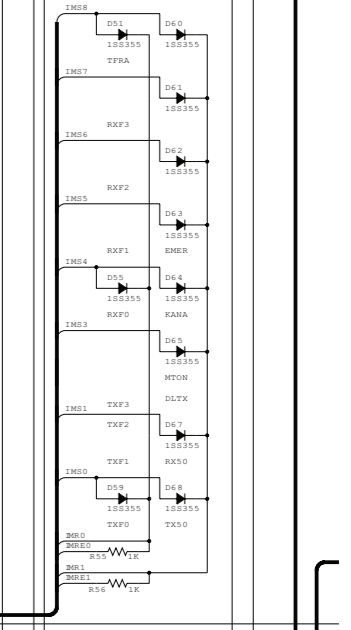 IMS8
D51 D60
1SS355 1SS355
TFRA
IMS7
D61
1SS355
RXF3
IMS6
D62
1SS355
RXF2
IMS5
D63
1SS355
RXF1 EMER
IMS4
D55 D64
1SS355 1SS355
RXF0 KANA
IMS3
D65
1SS355
MTON
DLTX
TXF3
IMS1
TXF2 D67
1SS355
TXF1 RX50
IMS0
D59 D68
1SS355 1SS355
TXF0 TX50
IMR0
IMRE0
R55 1K
IMR1
IMRE1
R56 1K